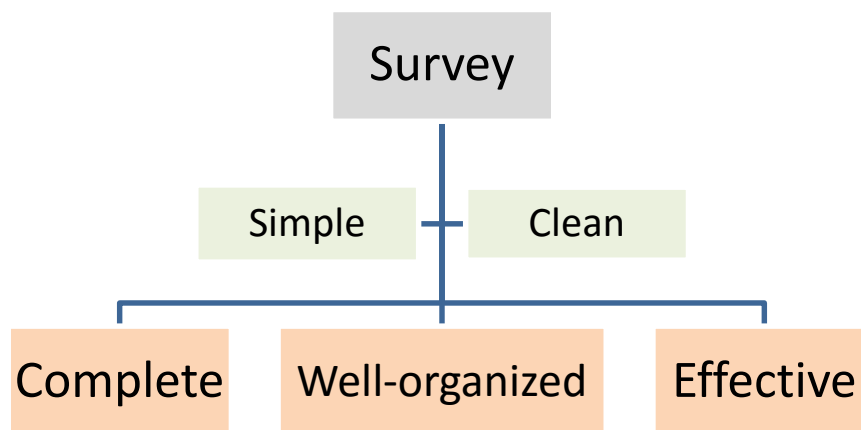 Survey
Simple
Clean
Complete
Well-organized
Effective